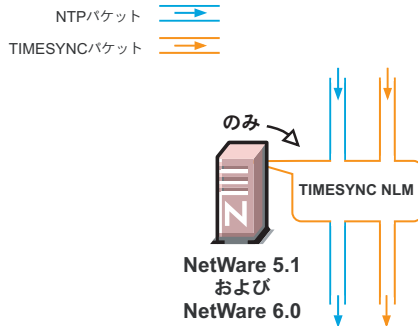 NTPパケット
TIMESYNCパケット
のみ
TIMESYNC NLM
N
NetWare 5.1
および
NetWare 6.0